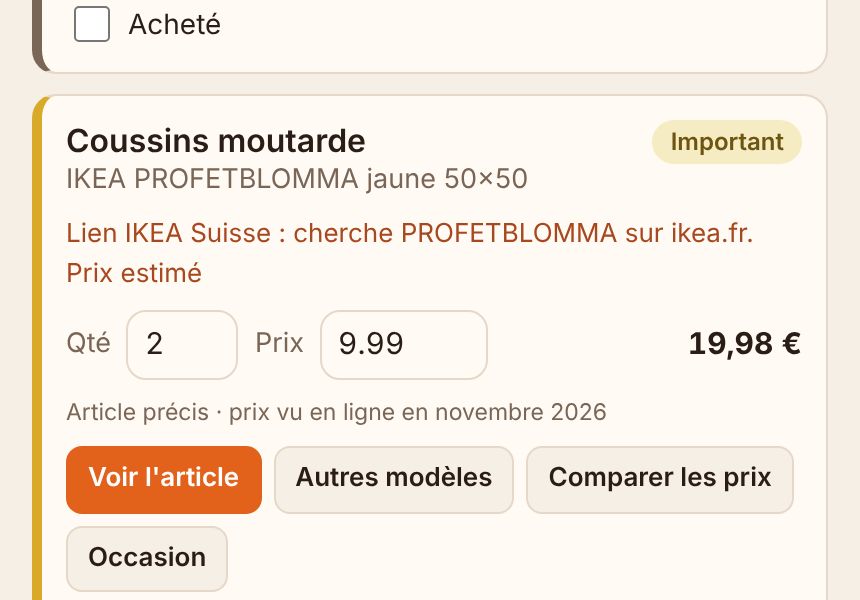 Acheté
Coussins moutarde
Important
IKEA PROFETBLOMMA jaune 50×50
Lien IKEA Suisse : cherche PROFETBLOMMA sur ikea.fr.
Prix estimé
Qté 2 Prix 9.99 19,98 €
Article précis · prix vu en ligne en novembre 2026
Voir l'article Autres modèles Comparer les prix
Occasion